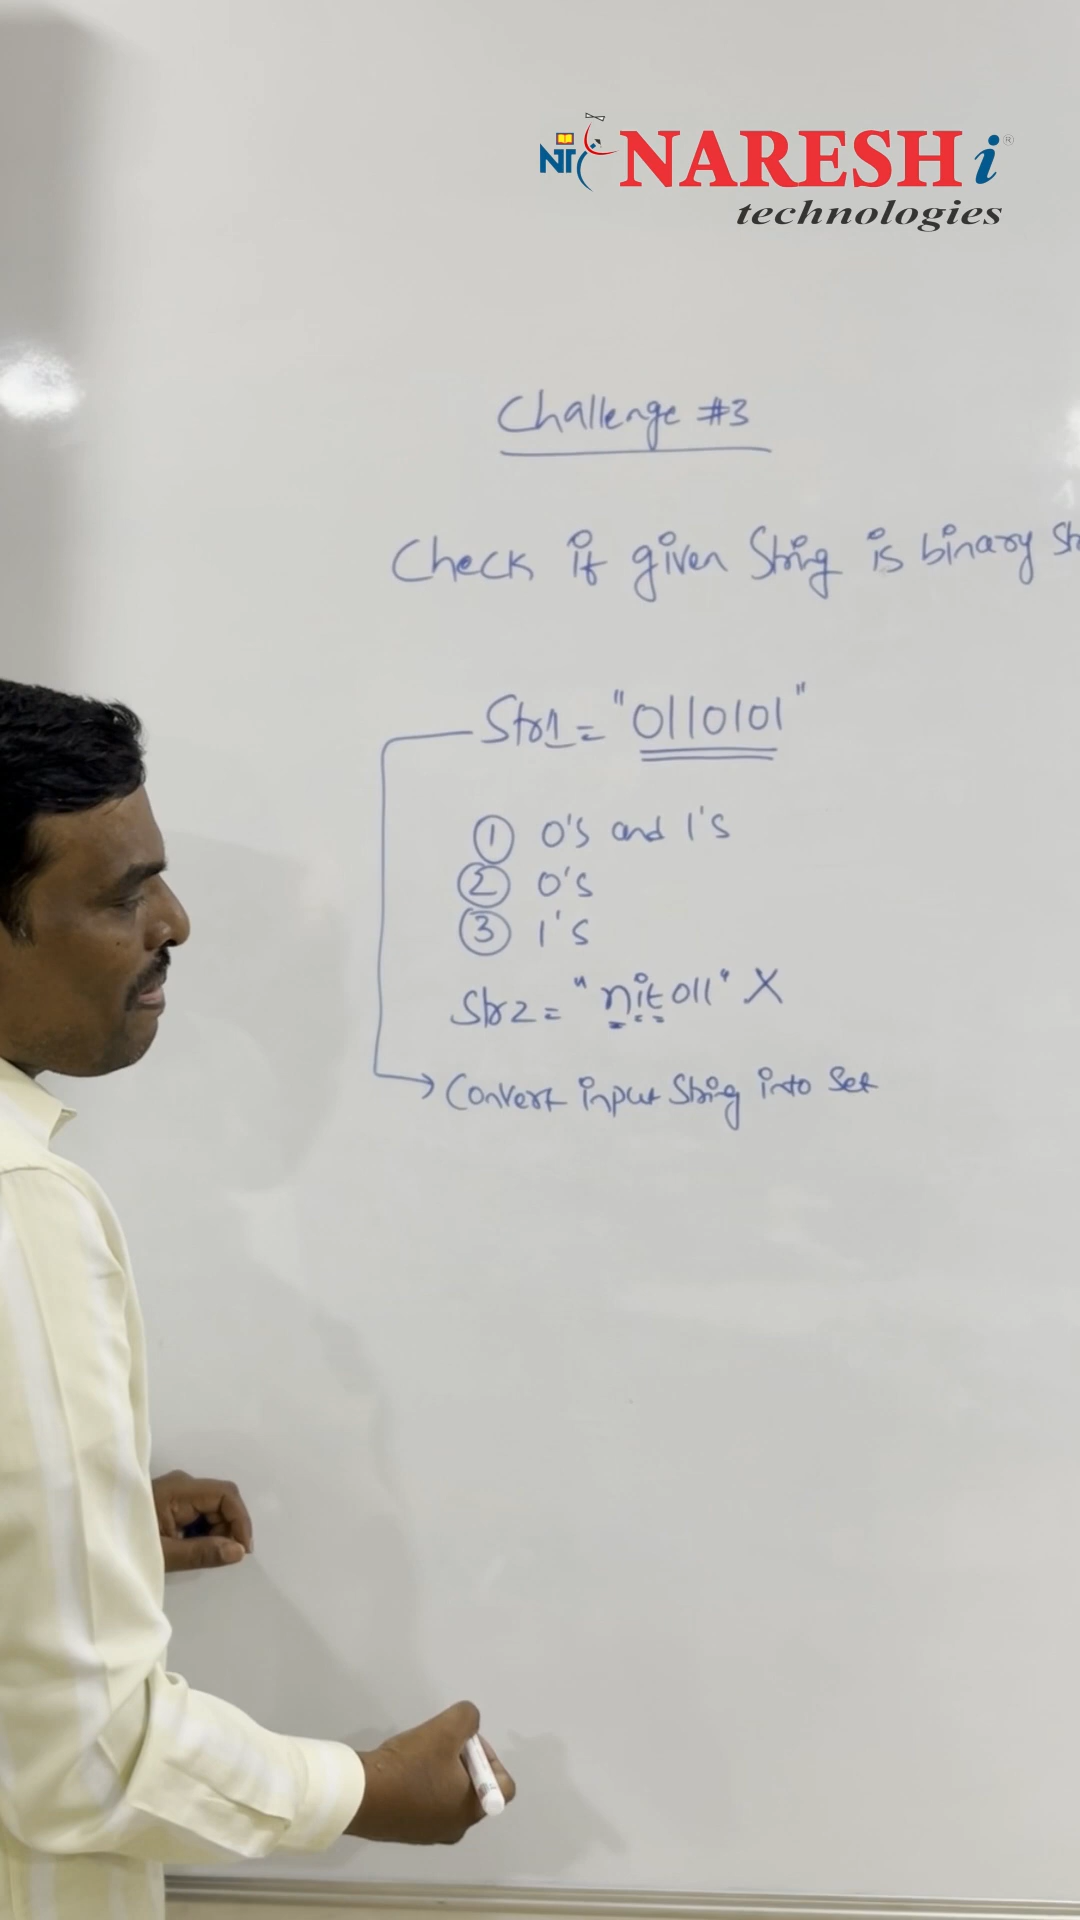 NIT NARESH i ®
technologies
Challenge #3
Check if given String is binary St
Str1 = "0110101"
1 0's and 1's
2 0's
3 1's
Str2 = "nit011" X
Convert input String into Set